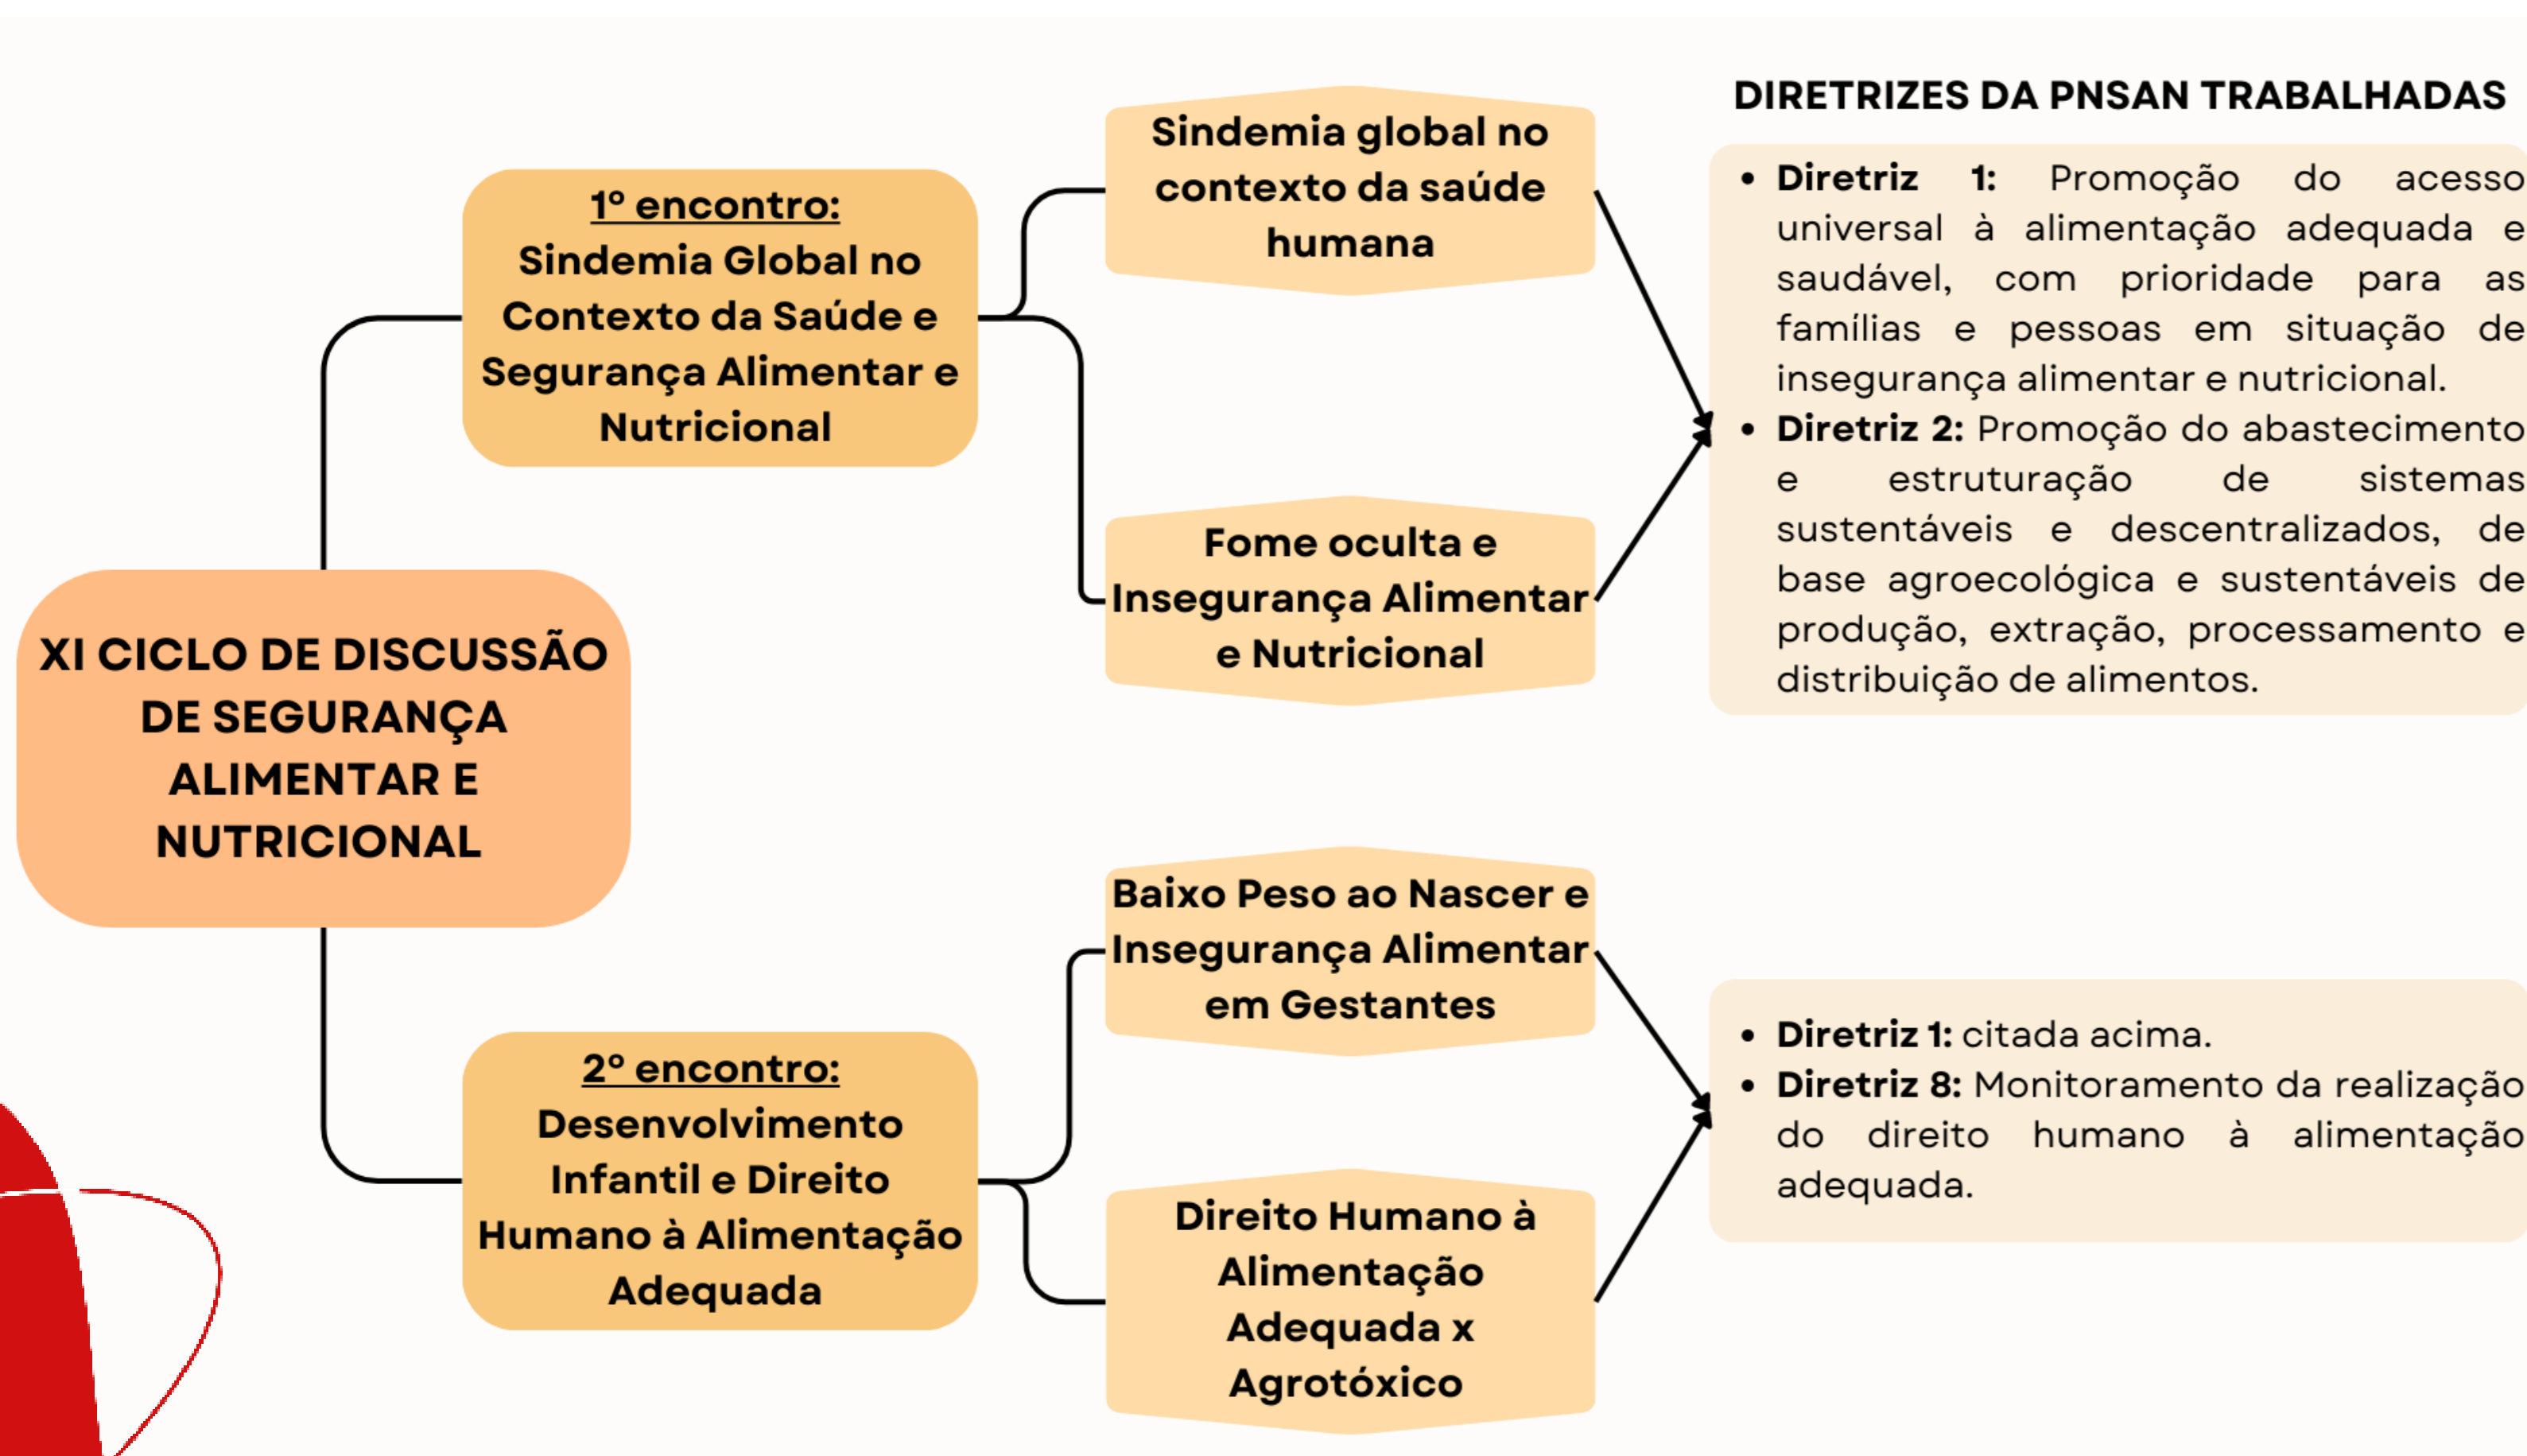 XI CICLO DE DISCUSSÃO
DE SEGURANÇA
ALIMENTAR E
NUTRICIONAL
1º encontro:
Sindemia Global no
Contexto da Saúde e
Segurança Alimentar e
Nutricional
Sindemia global no
contexto da saúde
humana
Fome oculta e
Insegurança Alimentar
e Nutricional
DIRETRIZES DA PNSAN TRABALHADAS
• Diretriz 1: Promoção do acesso
universal à alimentação adequada e
saudável, com prioridade para as
famílias e pessoas em situação de
insegurança alimentar e nutricional.
• Diretriz 2: Promoção do abastecimento
e estruturação de sistemas
sustentáveis e descentralizados, de
base agroecológica e sustentáveis de
produção, extração, processamento e
distribuição de alimentos.
2º encontro:
Desenvolvimento
Infantil e Direito
Humano à Alimentação
Adequada
Baixo Peso ao Nascer e
Insegurança Alimentar
em Gestantes
Direito Humano à
Alimentação
Adequada x
Agrotóxico
• Diretriz 1: citada acima.
• Diretriz 8: Monitoramento da realização
do direito humano à alimentação
adequada.